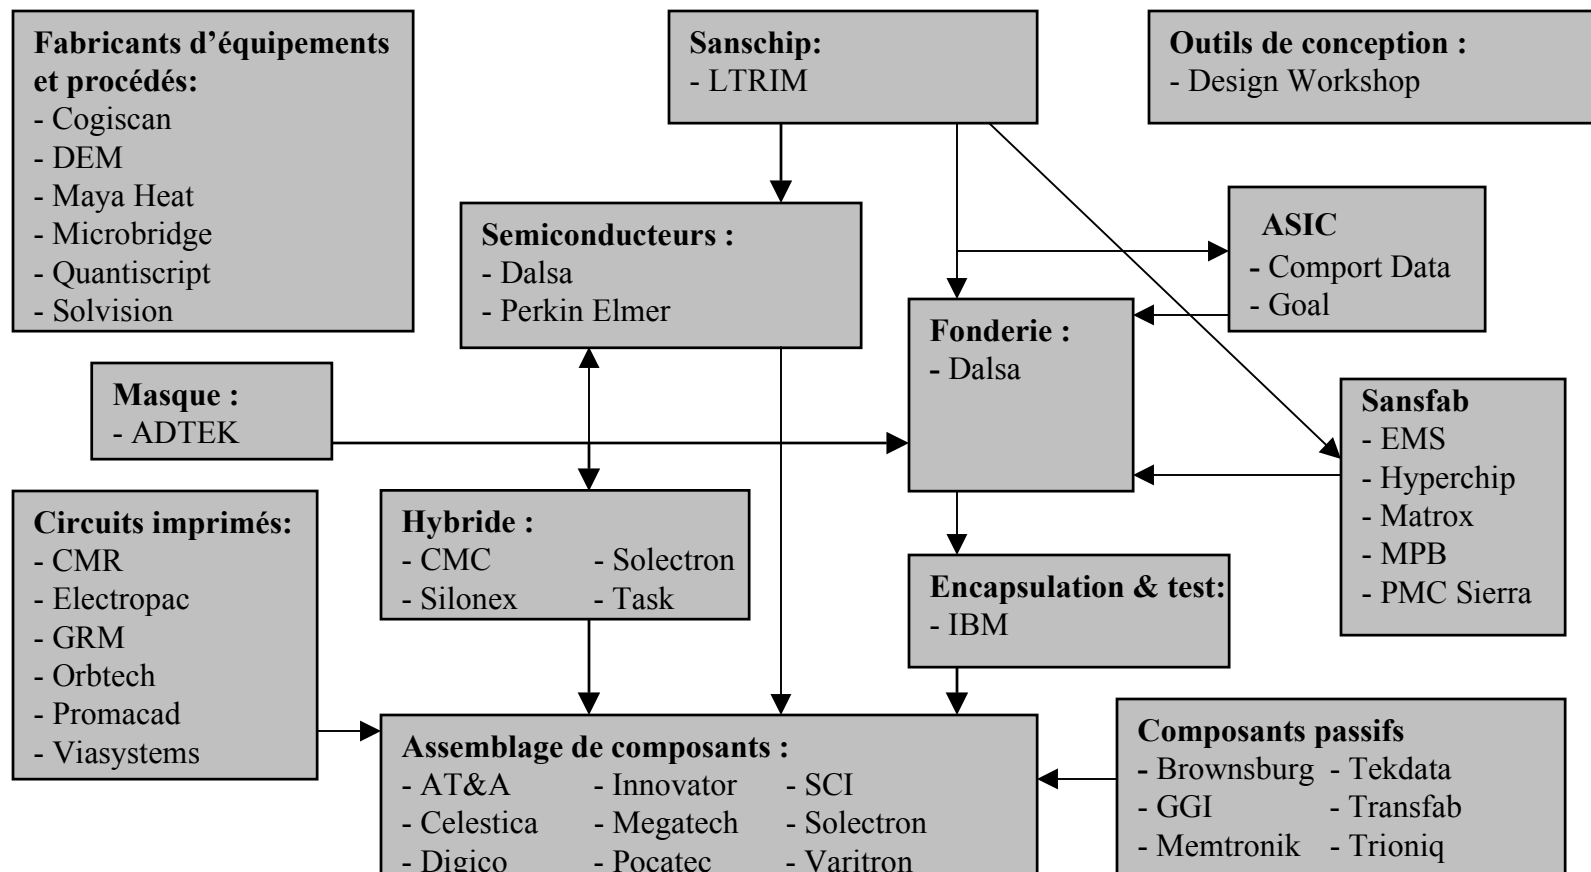 Fabricants d’équipements
et procédés:
- Cogiscan
- DEM
- Maya Heat
- Microbridge
- Quantiscript
- Solvision
Sanschip:
- LTRIM
Outils de conception :
- Design Workshop
Semiconducteurs :
- Dalsa
- Perkin Elmer
ASIC
- Comport Data
- Goal
Fonderie :
- Dalsa
Masque :
- ADTEK
Sansfab
- EMS
- Hyperchip
- Matrox
- MPB
- PMC Sierra
Circuits imprimés:
- CMR
- Electropac
- GRM
- Orbtech
- Promacad
- Viasystems
Hybride :
- CMC - Solectron
- Silonex - Task
Encapsulation & test:
- IBM
Assemblage de composants :
- AT&A - Innovator - SCI
- Celestica - Megatech - Solectron
- Digico - Pocatec - Varitron
Composants passifs
- Brownsburg - Tekdata
- GGI - Transfab
- Memtronik - Trioniq